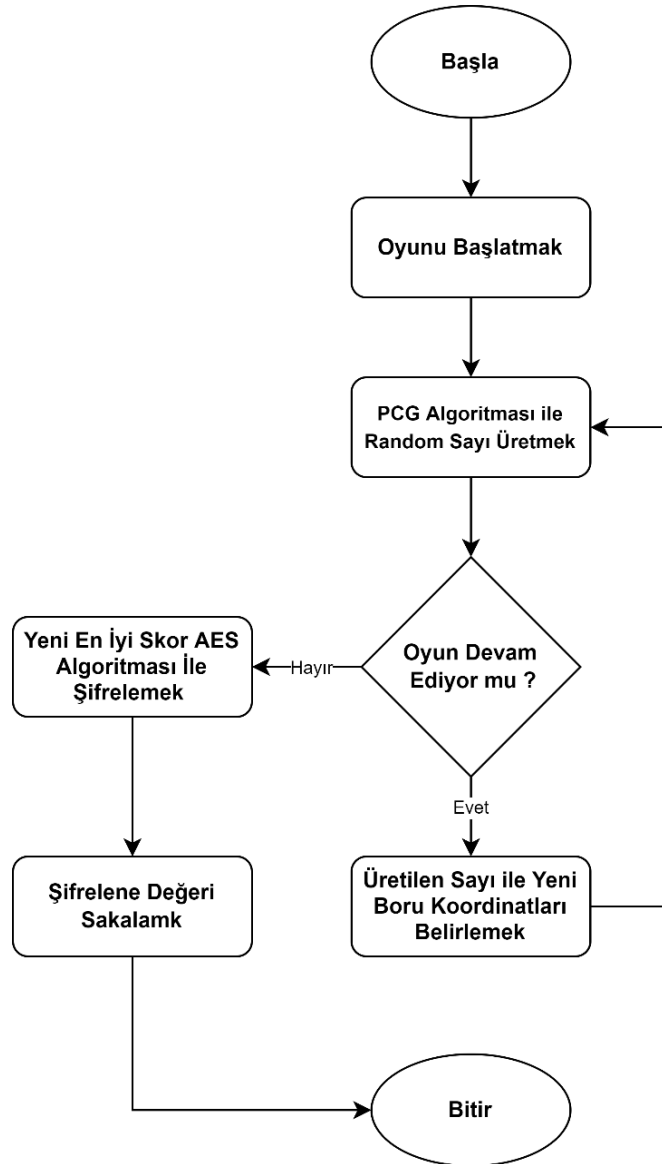 Başla
Oyunu Başlatmak
PCG Algoritması ile
Random Sayı Üretmek
Oyun Devam
Ediyor mu ?
Hayır
Yeni En İyi Skor AES
Algoritması İle
Şifrelemek
Evet
Şifrelene Değeri
Sakalamk
Üretilen Sayı ile Yeni
Boru Koordinatları
Belirlemek
Bitir